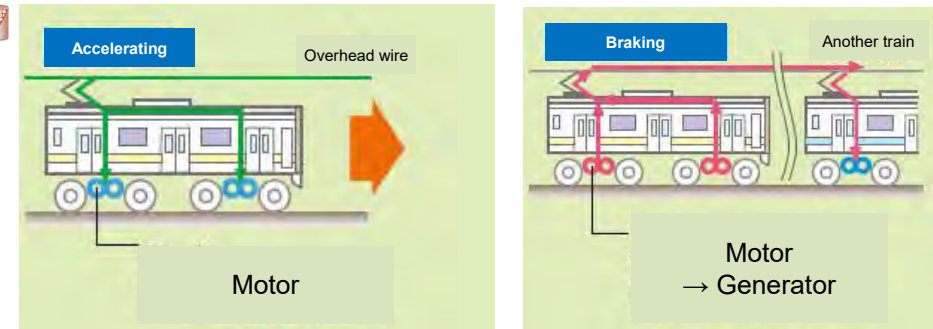 Accelerating
Overhead wire
Motor
Braking
Another train
Motor
→ Generator